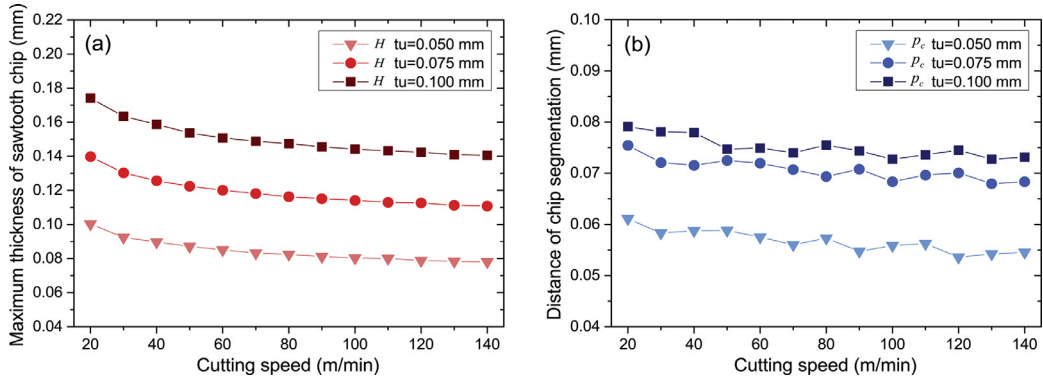 Maximum thickness of sawtooth chip (mm)
0.22
0.20
0.18
0.16
0.14
0.12
0.10
0.08
0.06
0.04
(a)
H tu=0.050 mm
H tu=0.075 mm
H tu=0.100 mm
20 40 60 80 100 120 140
Cutting speed (m/min)
Distance of chip segmentation (mm)
0.10
0.09
0.08
0.07
0.06
0.05
0.04
(b)
pc tu=0.050 mm
pc tu=0.075 mm
pc tu=0.100 mm
20 40 60 80 100 120 140
Cutting speed (m/min)